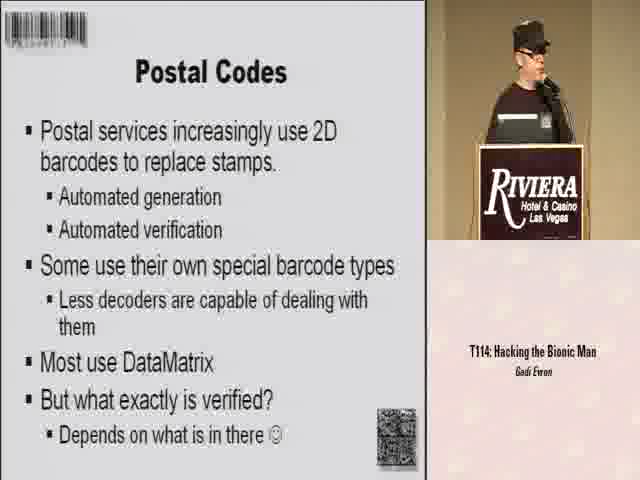 Postal Codes
▪ Postal services increasingly use 2D
barcodes to replace stamps.
▪ Automated generation
▪ Automated verification
▪ Some use their own special barcode types
▪ Less decoders are capable of dealing with
them
▪ Most use DataMatrix
▪ But what exactly is verified?
▪ Depends on what is in there ☺
RIVIERA
Hotel & Casino
Las Vegas
T114: Hacking the Bionic Man
Gadi Evron